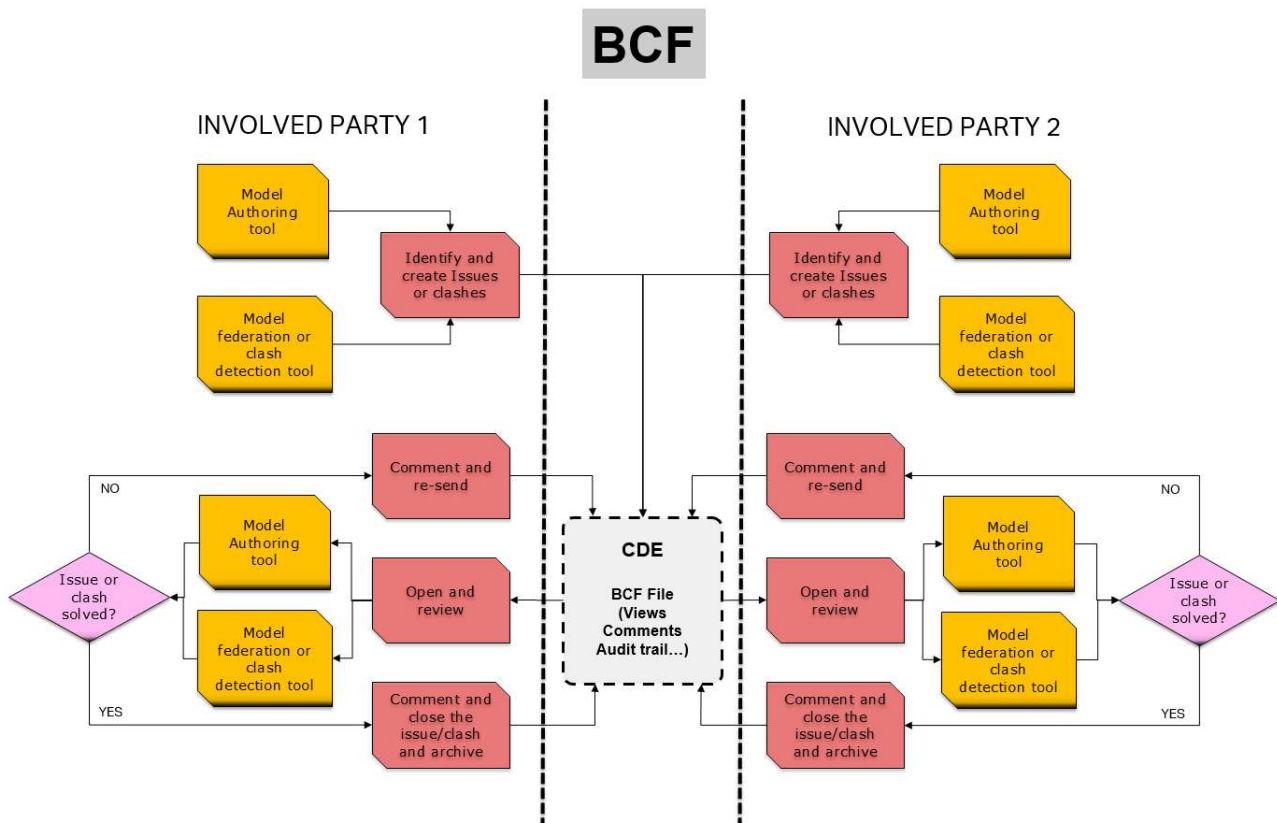 BCF
INVOLVED PARTY 1
INVOLVED PARTY 2
Model
Authoring
tool
Identify and
create Issues
or clashes
Model
federation or
clash
detection tool
Model
Authoring
tool
Identify and
create Issues
or clashes
Model
federation or
clash
detection tool
Comment and
re-send
NO
Model
Authoring
tool
Issue or
clash
solved?
Open and
review
Model
federation or
clash
detection tool
YES
Comment and
close the
issue/clash
and archive
CDE
BCF File
(Views
Comments
Audit trail...)
Comment and
re-send
NO
Model
Authoring
tool
Open and
review
Issue or
clash
solved?
Model
federation or
clash
detection tool
YES
Comment and
close the
issue/clash
and archive